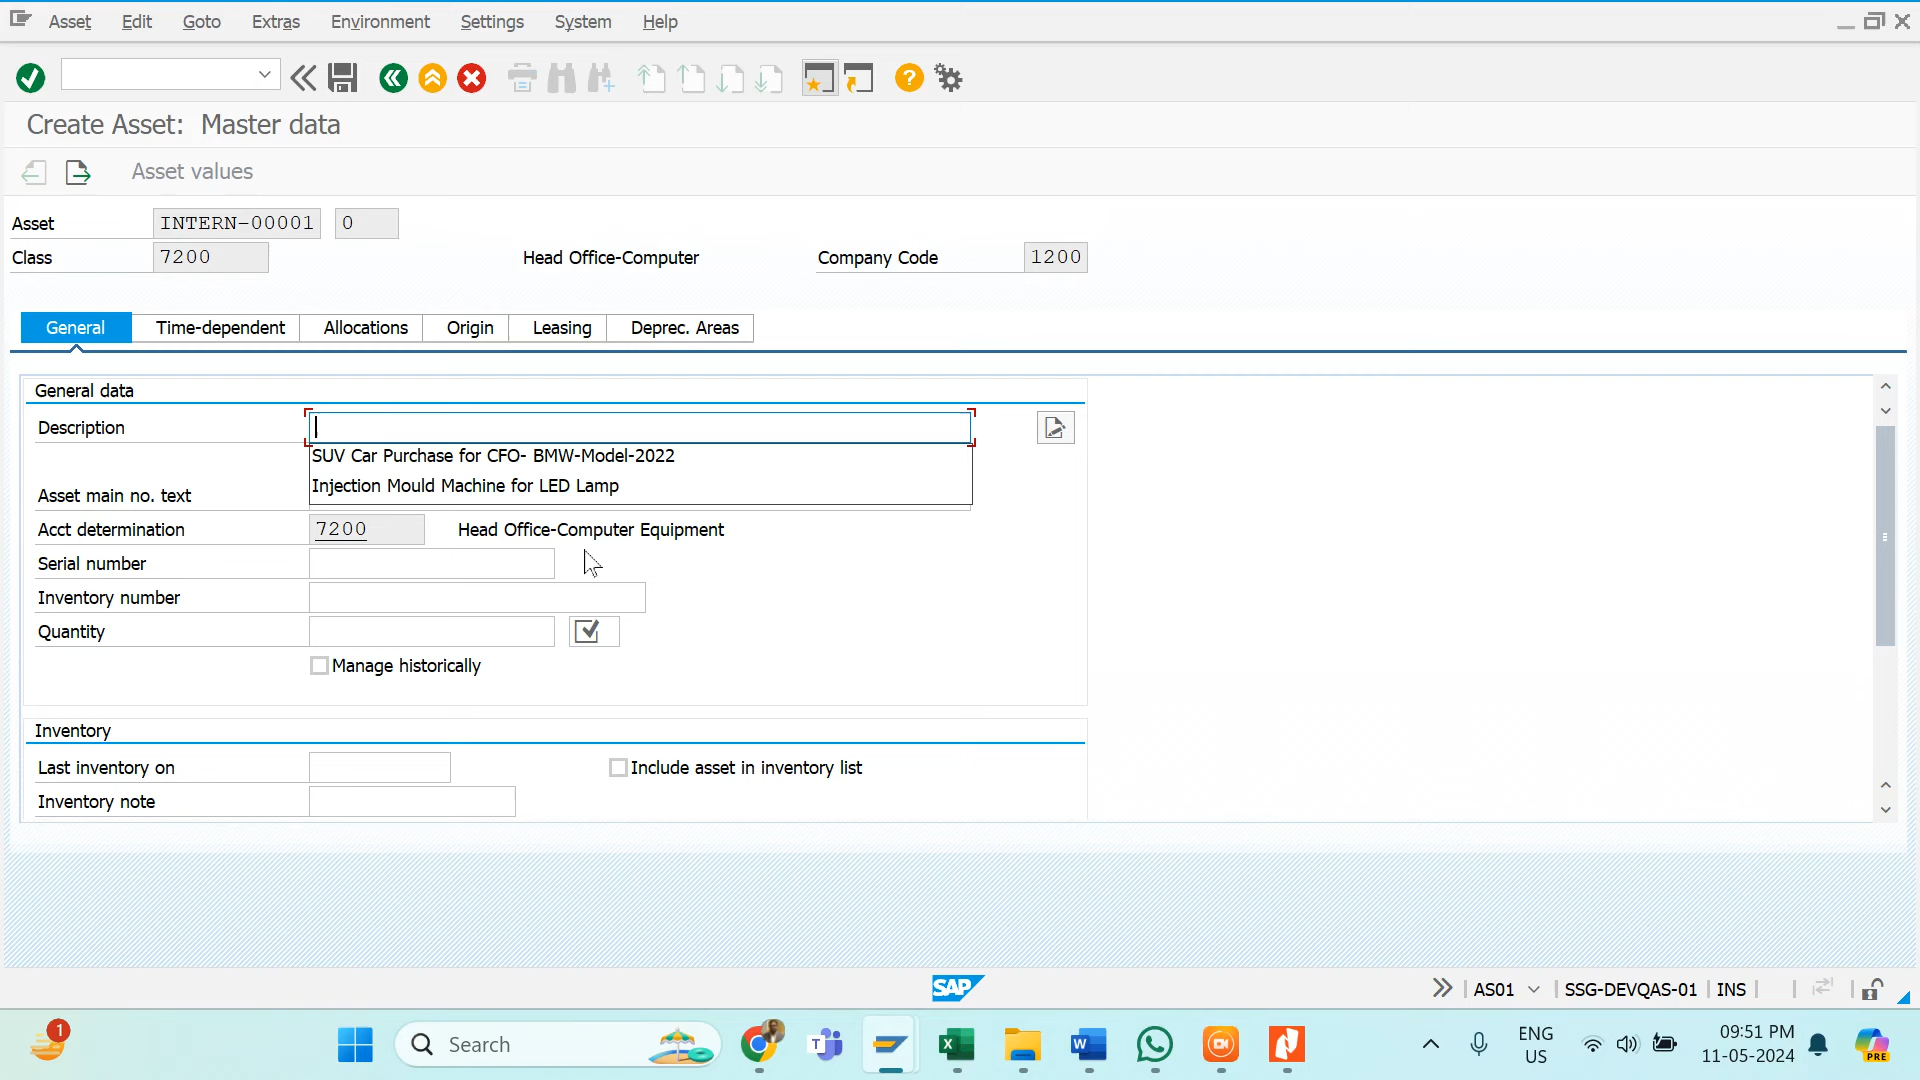 Asset Edit Goto Extras Environment Settings System Help
Create Asset: Master data
Asset values
Asset INTERN-00001 0
Class 7200 Head Office-Computer Company Code 1200
General Time-dependent Allocations Origin Leasing Deprec. Areas
General data
Description
SUV Car Purchase for CFO- BMW-Model-2022
Injection Mould Machine for LED Lamp
Asset main no. text
Acct determination 7200 Head Office-Computer Equipment
Serial number
Inventory number
Quantity
Manage historically
Inventory
Last inventory on Include asset in inventory list
Inventory note
SAP AS01 SSG-DEVQAS-01 INS
1 Search ENG 09:51 PM
US 11-05-2024 PRE